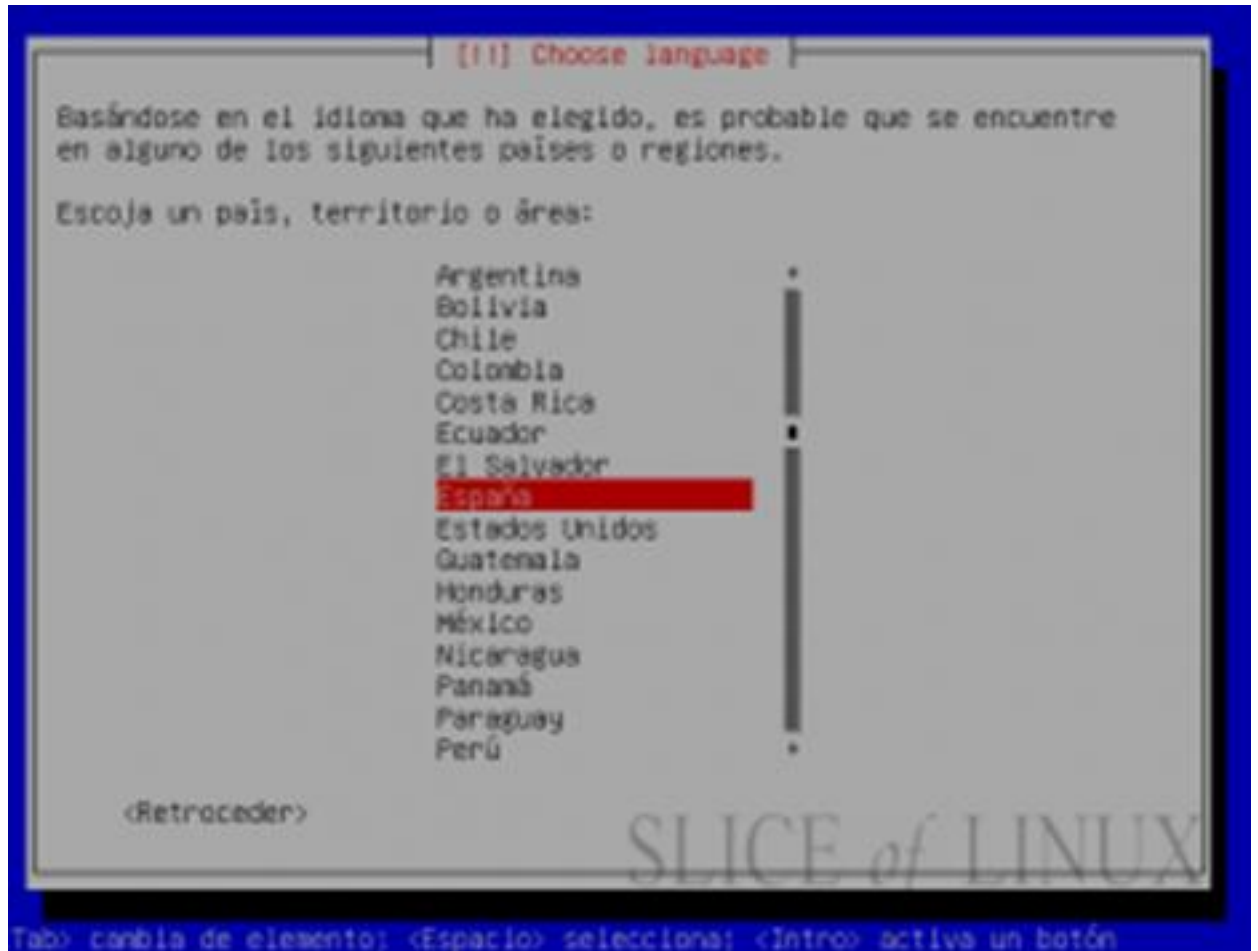 [!!] Choose language
Basándose en el idioma que ha elegido, es probable que se encuentre
en alguno de los siguientes países o regiones.
Escoja un país, territorio o área:
Argentina
Bolivia
Chile
Colombia
Costa Rica
Ecuador
El Salvador
España
Estados Unidos
Guatemala
Honduras
México
Nicaragua
Panamá
Paraguay
Perú
<Retroceder>
SLICE of LINUX
Tab> cambia de elemento; <Espacio> selecciona; <Intro> activa un botón